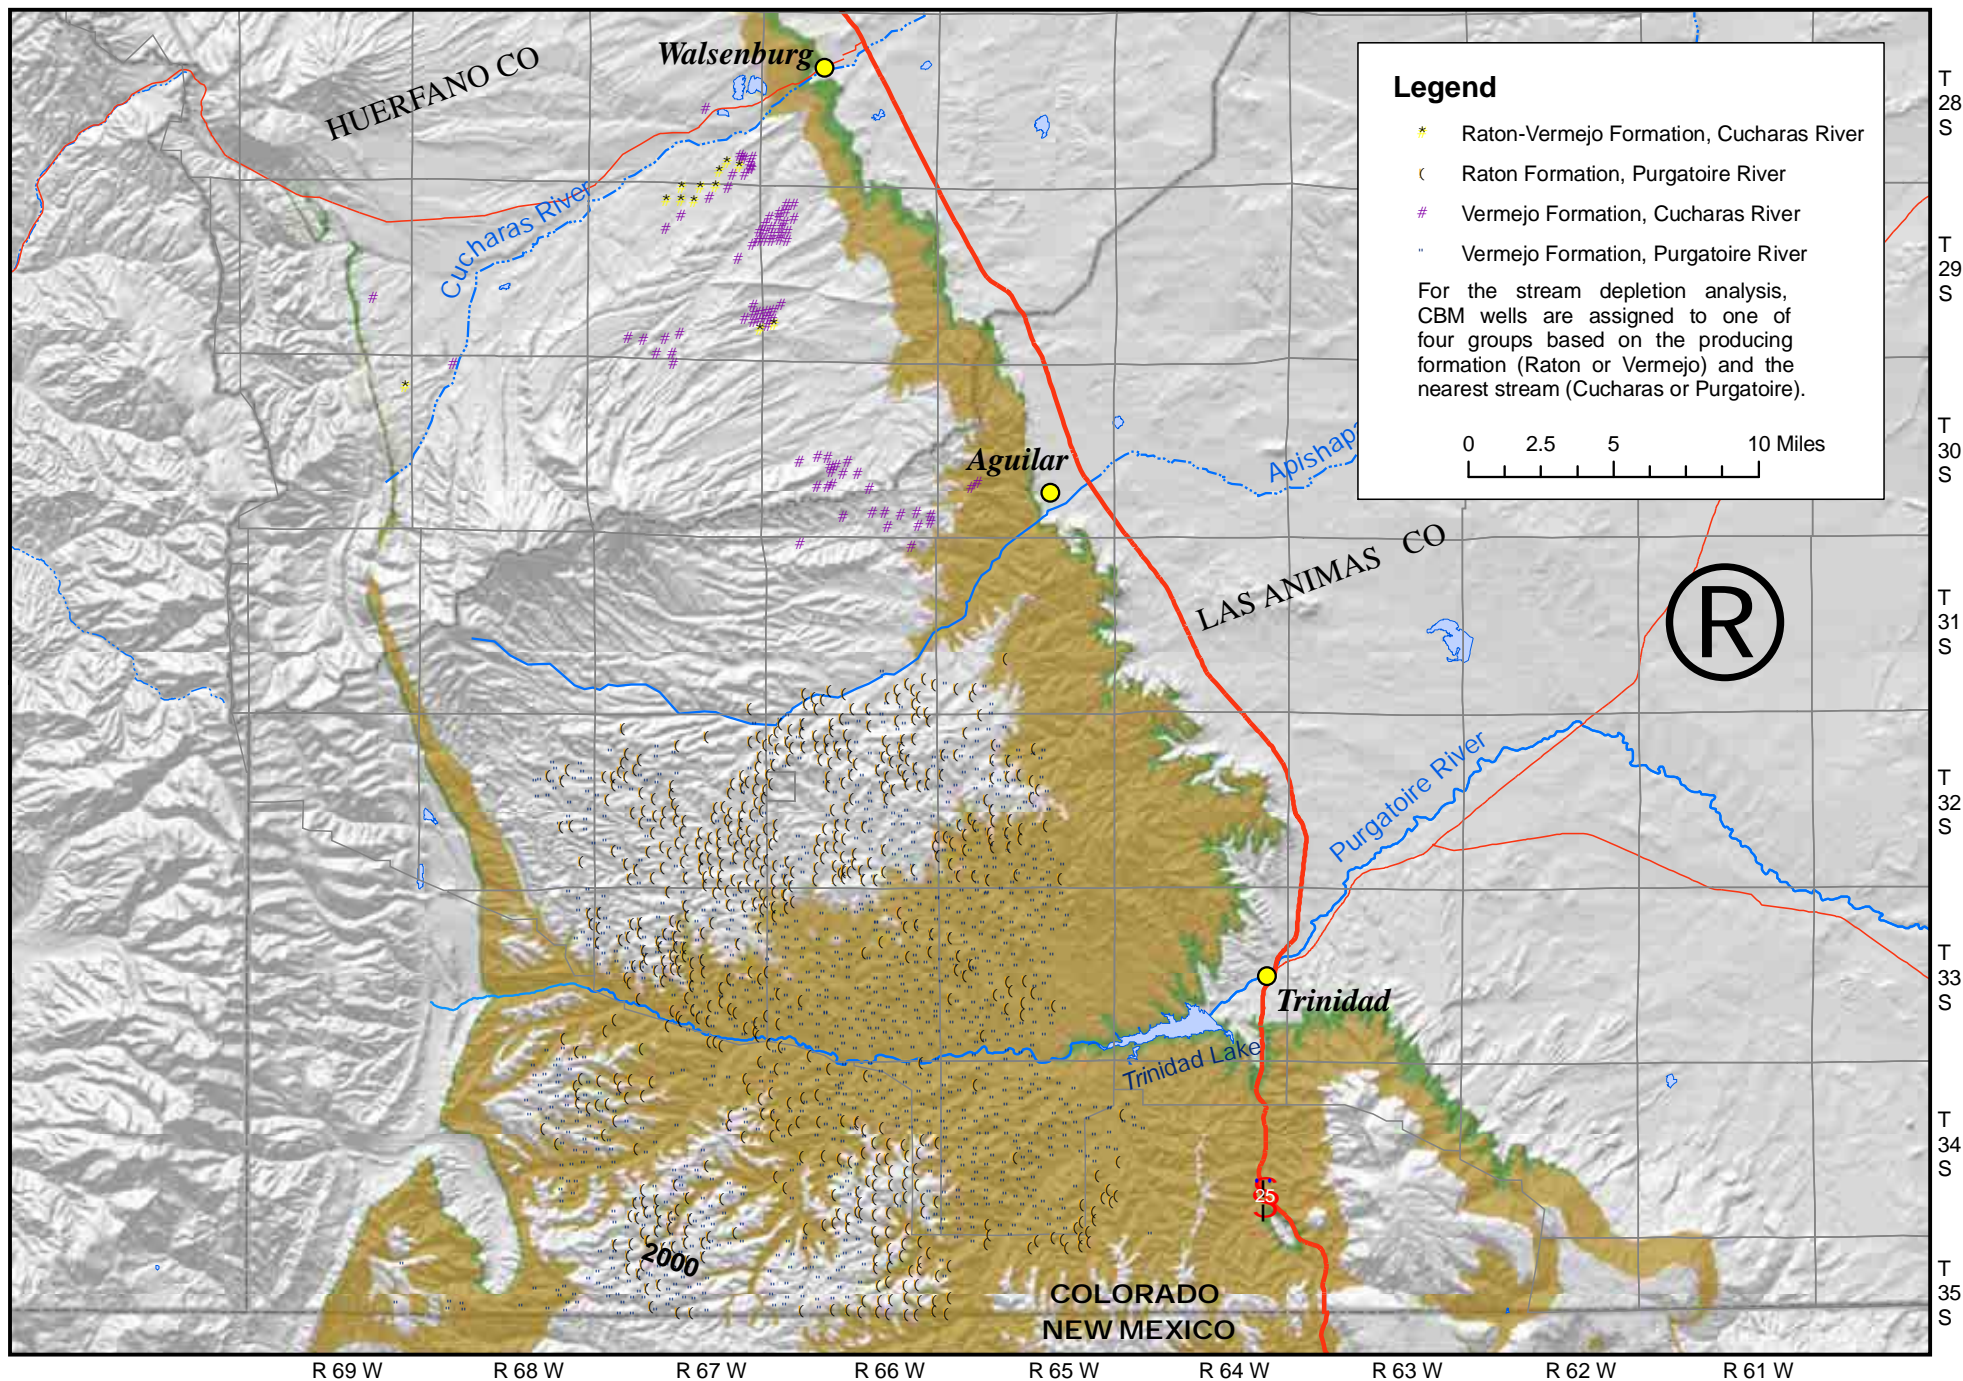 Walsenburg
HUERFANO CO
Cucharas River
Legend
Raton-Vermejo Formation, Cucharas River
Raton Formation, Purgatoire River
Vermejo Formation, Cucharas River
Vermejo Formation, Purgatoire River
For the stream depletion analysis,
CBM wells are assigned to one of
four groups based on the producing
formation (Raton or Vermejo) and the
nearest stream (Cucharas or Purgatoire).
0 2.5 5 10 Miles
T
28
S
T
29
S
T
30
S
T
31
S
T
32
S
T
33
S
T
34
S
T
35
S
Aguilar
Apishapa
LAS ANIMAS CO
®
Purgatoire River
Trinidad
Trinidad Lake
25
2000
COLORADO
NEW MEXICO
R 69 W R 68 W R 67 W R 66 W R 65 W R 64 W R 63 W R 62 W R 61 W